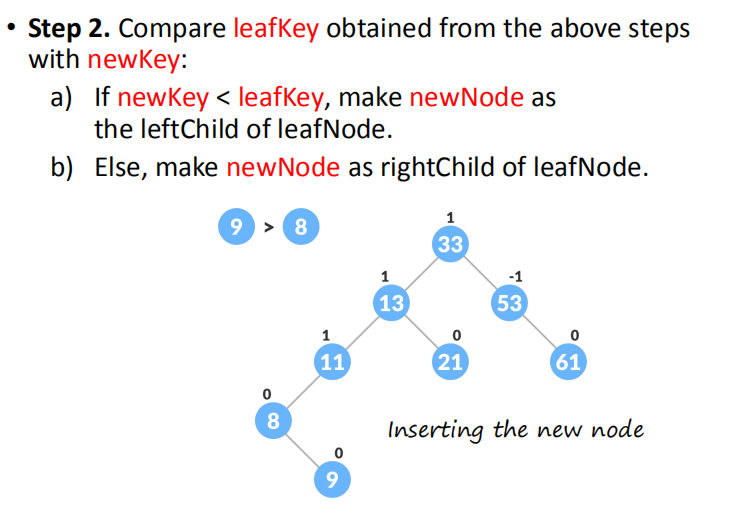 • Step 2. Compare leafKey obtained from the above steps
with newKey:
a) If newKey < leafKey, make newNode as
the leftChild of leafNode.
b) Else, make newNode as rightChild of leafNode.
9 > 8
1
33
1
-1
13
53
1
0
0
11
21
61
0
8
Inserting the new node
0
9